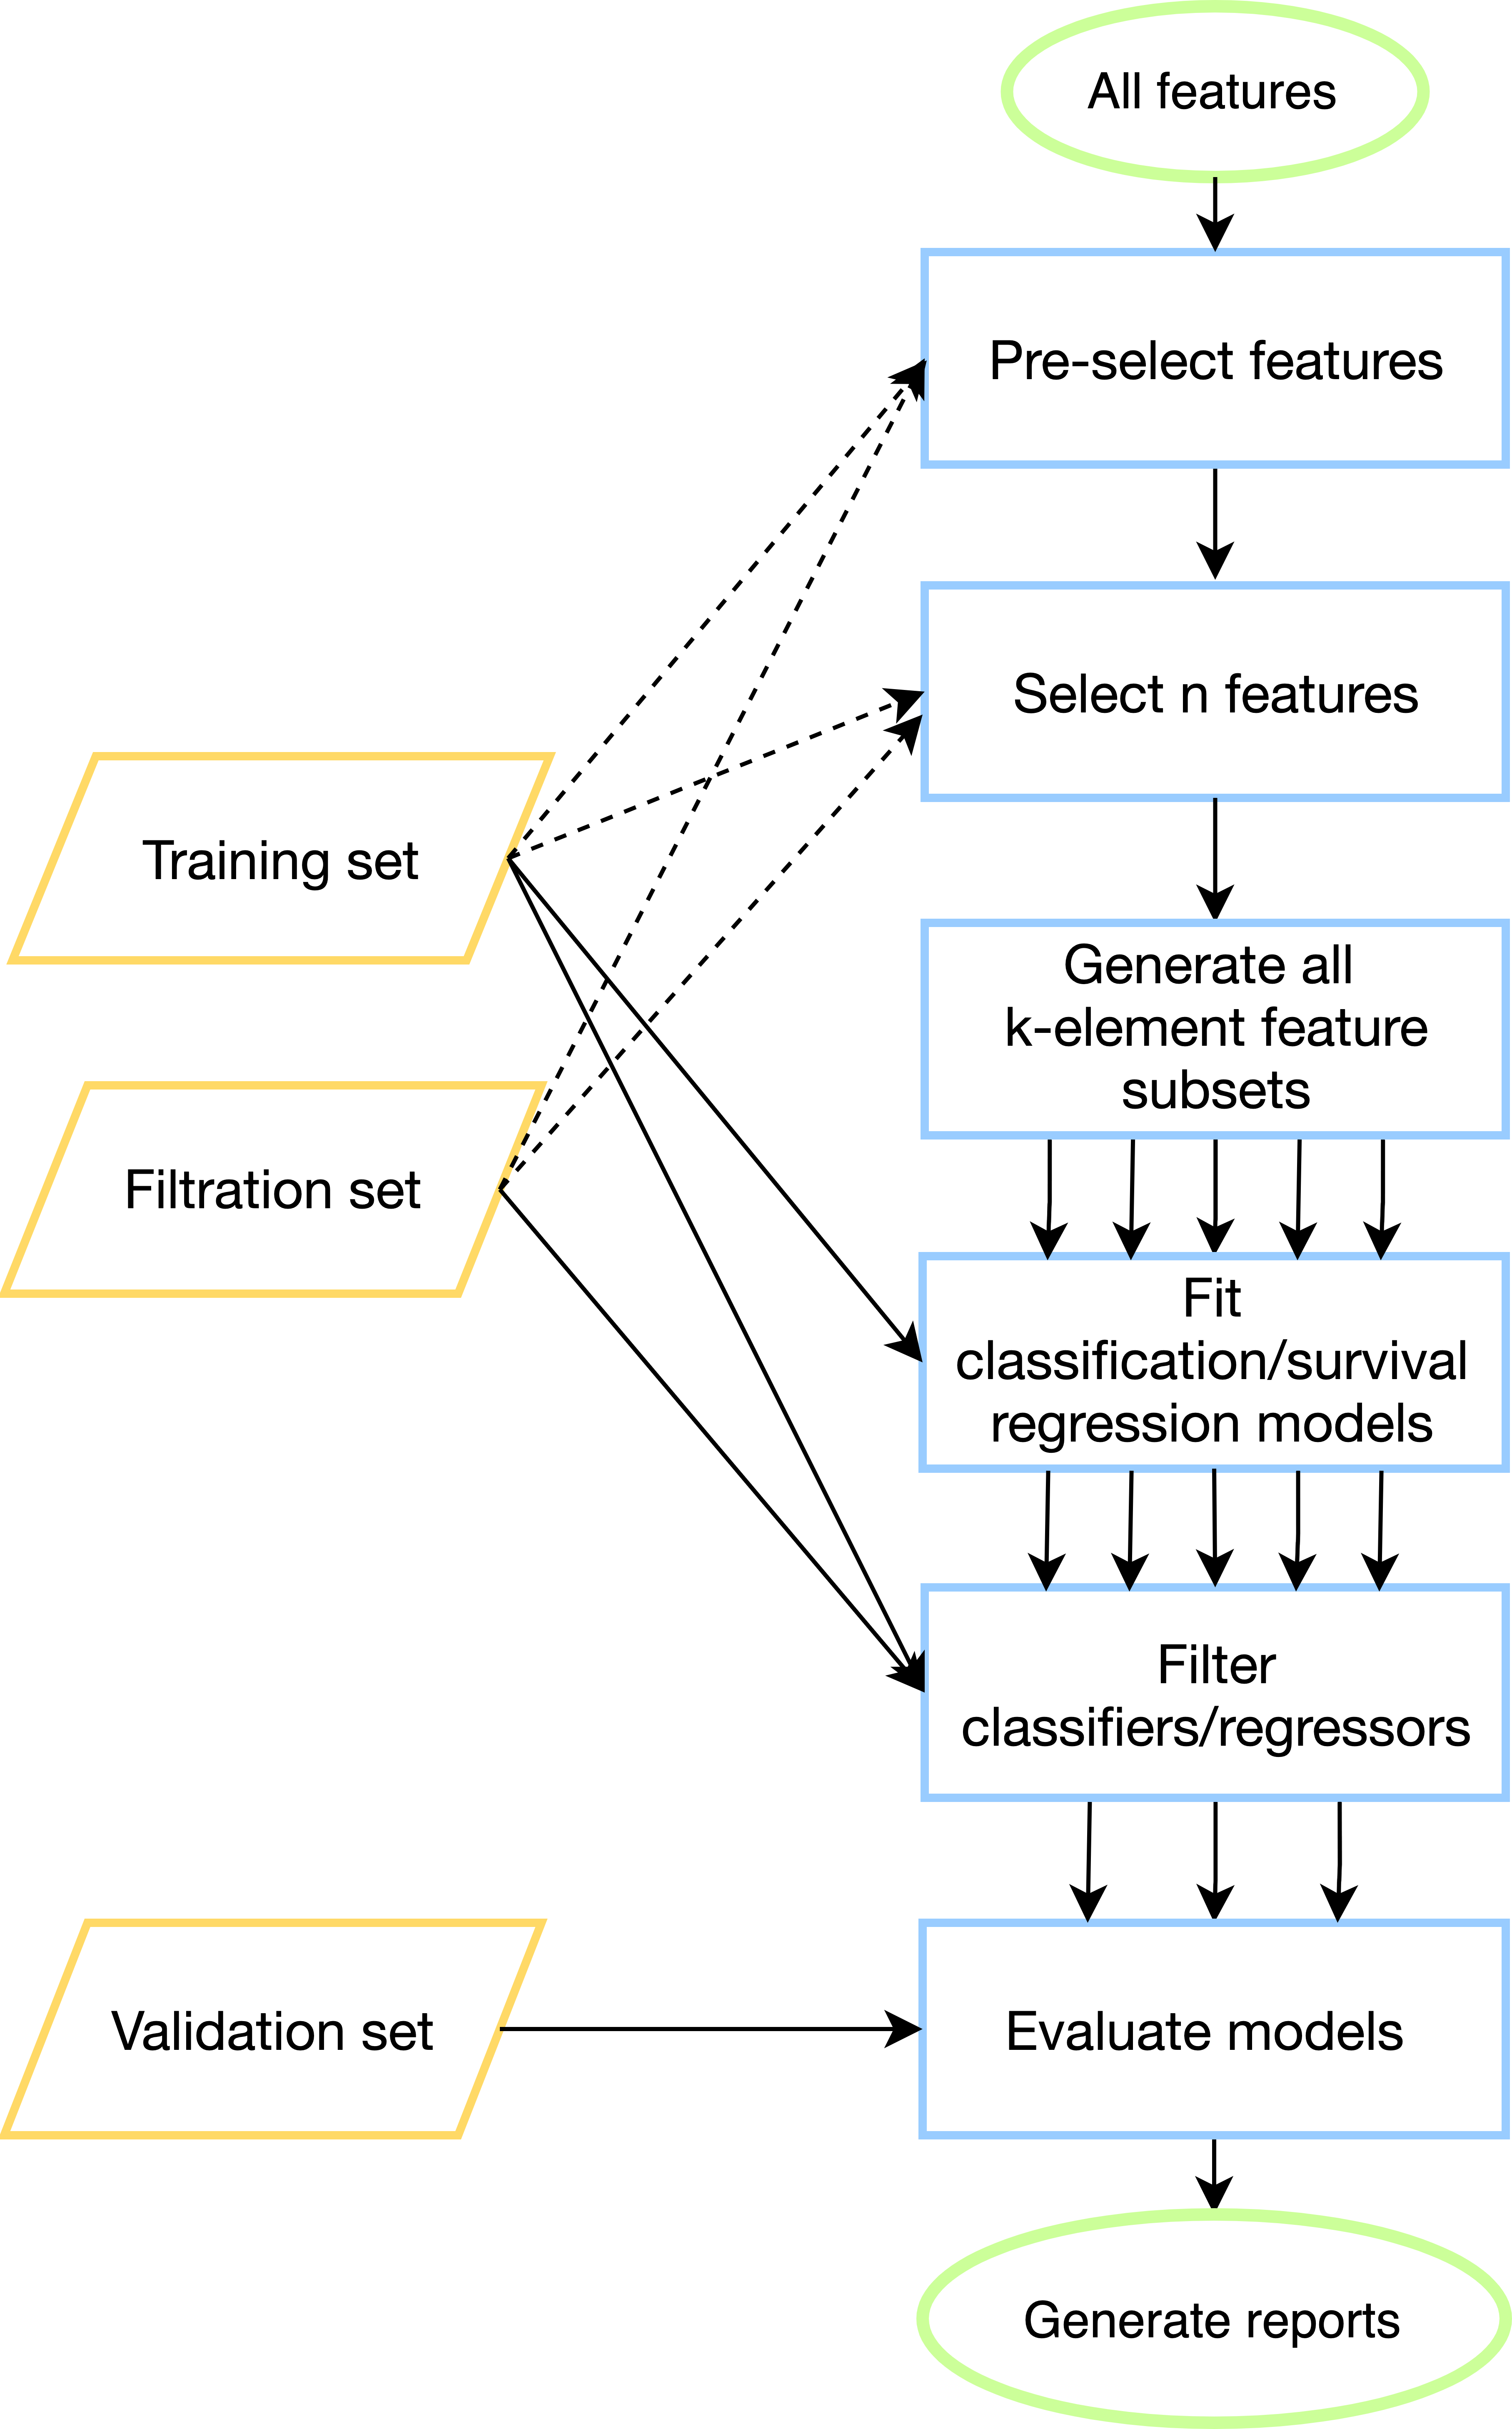 All features
Pre-select features
Select n features
Training set
Generate all
k-element feature
subsets
Filtration set
Fit
classification/survival
regression models
Filter
classifiers/regressors
Validation set
Evaluate models
Generate reports